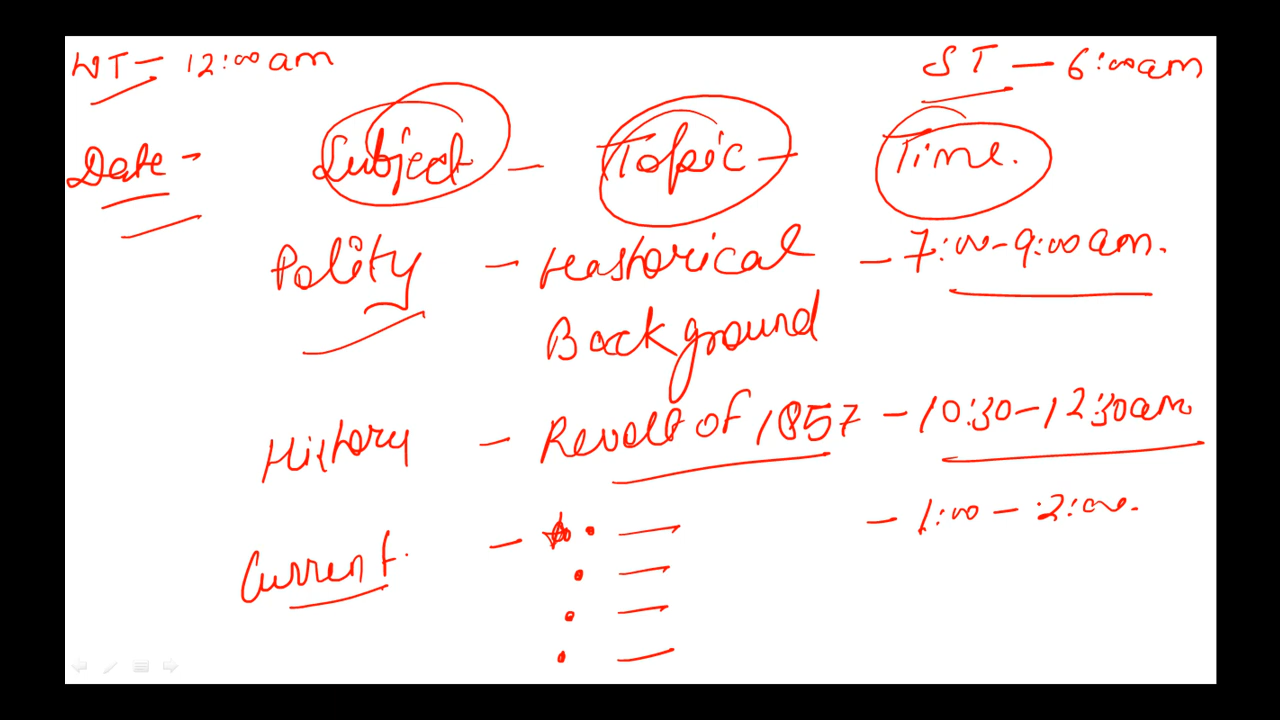 WT - 12:00 am ST - 6:00 am
Date - Subject - Topic - Time.
Polity - Historical - 7:00-9:00 am.
Background
History - Revolt of 1857 - 10:30-12:30 am
Current. - 1:00 - 2:00.